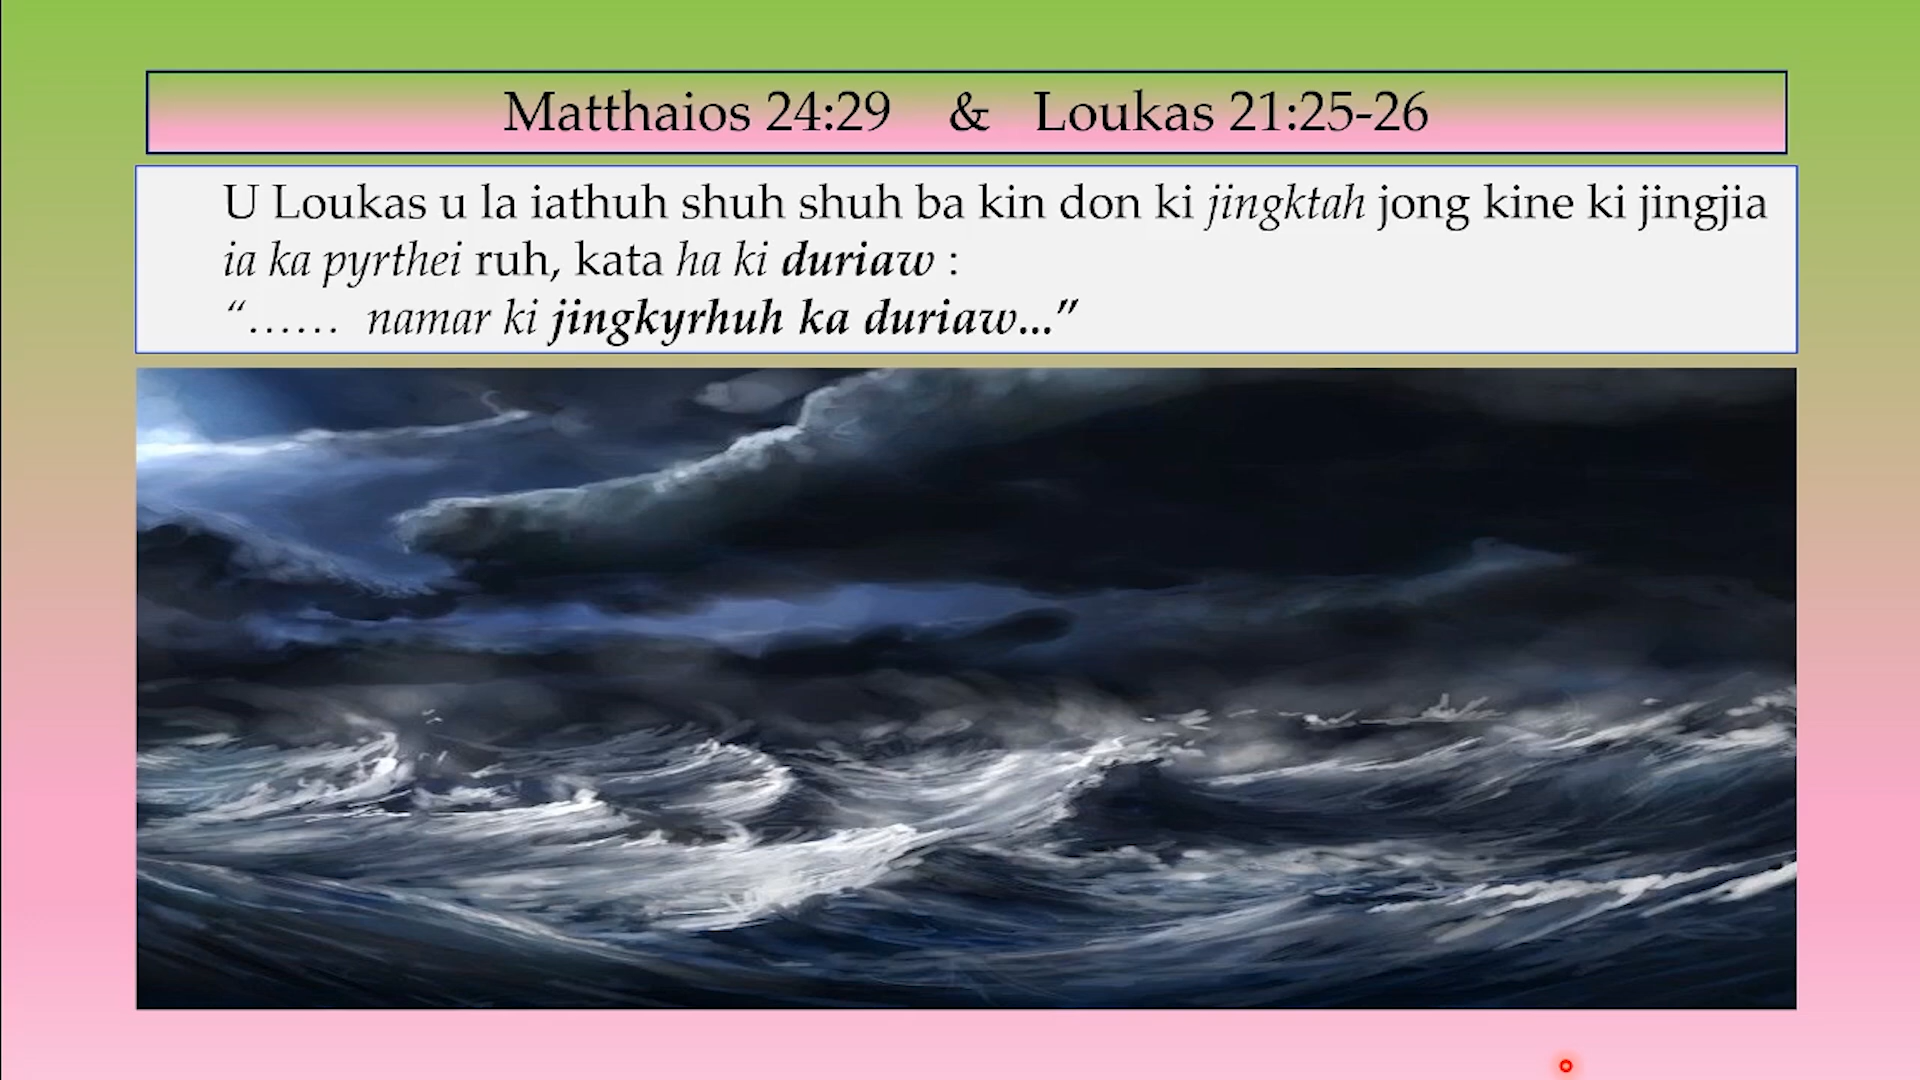 Matthaios 24:29 & Loukas 21:25-26
U Loukas u la iathuh shuh shuh ba kin don ki jingktah jong kine ki jingjia
ia ka pyrthei ruh, kata ha ki duriaw :
“…… namar ki jingkyrhuh ka duriaw...”